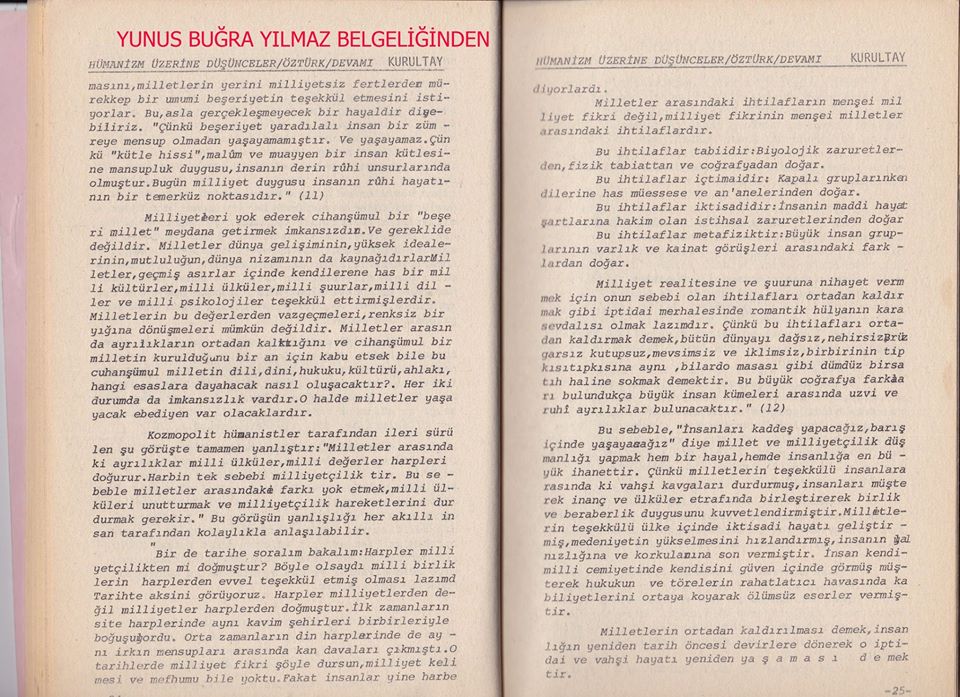 YUNUS BUĞRA YILMAZ BELGELİĞİNDEN
HÜMANİZM ÜZERİNE DÜŞÜNCELER/ÖZTÜRK/DEVAMI KURULTAY
masını,milletlerin yerini milliyetsiz fertlerden mü-
rekkep bir umumi beşeriyetin teşekkül etmesini isti-
yorlar. Bu,asla gerçekleşmeyecek bir hayaldir diye-
biliriz. "Çünkü beşeriyet yaradılalı insan bir züm -
reye mensup olmadan yaşayamamıştır. Ve yaşayamaz.Çün
kü "kütle hissi",malûm ve muayyen bir insan kütlesi-
ne mansupluk duygusu,insanın derin rûhi unsurlarında
olmuştur.Bugün milliyet duygusu insanın rûhi hayatı-
nın bir temerküz noktasıdır." (11)
Milliyetleri yok ederek cihanşümul bir "beşe
ri millet" meydana getirmek imkansızdır.Ve gereklide
değildir. Milletler dünya gelişiminin,yüksek ideale-
rinin,mutluluğun,dünya nizamının da kaynağıdırlarMil
letler,geçmiş asırlar içinde kendilerene has bir mil
li kültürler,milli ülküler,milli şuurlar,milli dil -
ler ve milli psikolojiler teşekkül ettirmişlerdir.
Milletlerin bu değerlerden vazgeçmeleri,renksiz bir
yığına dönüşmeleri mümkün değildir. Milletler arasın
da ayrılıkların ortadan kalktığını ve cihanşümul bir
milletin kurulduğunu bir an için kabu etsek bile bu
cuhanşümul milletin dili,dini,hukuku,kültürü,ahlakı,
hangi esaslara dayahacak nasıl oluşacaktır?. Her iki
durumda da imkansızlık vardır.O halde milletler yaşa
yacak ebediyen var olacaklardır.
Kozmopolit hümanistler tarafından ileri sürü
len şu görüşte tamamen yanlıştır:"Milletler arasında
ki ayrılıklar milli ülküler,milli değerler harpleri
doğurur.Harbin tek sebebi milliyetçilik tir. Bu se -
beble milletler arasındaki farkı yok etmek,milli ül-
küleri unutturmak ve milliyetçilik hareketleri dur
durmak gerekir." Bu görüşün yanlışlığı her akıllı in
san tarafından kolaylıkla anlaşılabilir.
"Bir de tarihe soralım bakalım:Harpler milli
yetçilikten mi doğmuştur? Böyle olsaydı milli birlik
lerin harplerden evvel teşekkül etmiş olması lazımd
Tarihte aksini görüyoruz. Harpler milliyetlerden de-
ğil milliyetler harplerden doğmuştur.İlk zamanların
site harplerinde aynı kavim şehirleri birbirleriyle
boğuşuyordu. Orta zamanların din harplerinde de ay -
nı ırkın mensupları arasında kan davaları çıkmıştı.O
tarihlerde milliyet fikri şöyle dursun,milliyet keli
mesi ve mefhumu bile yoktu.Fakat insanlar yine harbe
HÜMANİZM ÜZERİNE DÜŞÜNCELER/ÖZTÜRK/DEVAMI KURULTAY
diyorlardı.
Milletler arasındaki ihtilafların menşei mil
liyet fikri değil,milliyet fikrinin menşei milletler
arasındaki ihtilaflardır.
Bu ihtilaflar tabiidir:Biyolojik zaruretler-
den,fizik tabiattan ve coğrafyadan doğar.
Bu ihtilaflar içtimaidir: Kapalı gruplarınken
dilerine has müessese ve an'anelerinden doğar.
Bu ihtilaflar iktisadidir:İnsanin maddi hayat
şartlarına hakim olan istihsal zaruretlerinden doğar
Bu ihtilaflar metafiziktir:Büyük insan grup-
larının varlık ve kainat görüşleri arasındaki fark -
lardan doğar.
Milliyet realitesine ve şuuruna nihayet verm
mek için onun sebebi olan ihtilafları ortadan kaldır
mak gibi iptidai merhalesinde romantik hülyanın kara
sevdalısı olmak lazımdır. Çünkü bu ihtilafları orta-
dan kaldırmak demek,bütün dünyayı dağsız,nehirsiz,rüz
garsız kutupsuz,mevsimsiz ve iklimsiz,birbirinin tıp
kısıtıpkısına aynı ,bilardo masası gibi dümdüz birsa
tıh haline sokmak demektir. Bu büyük coğrafya farkla
rı bulundukça büyük insan kümeleri arasında uzvi ve
ruhi ayrılıklar bulunacaktır." (12)
Bu sebeble,"İnsanları kaddeş yapacağız,barış
içinde yaşayacağız" diye millet ve milliyetçilik düş
manlığı yapmak hem bir hayal,hemde insanlığa en bü -
yük ihanettir. Çünkü milletlerin teşekkülü insanlara
rasında ki vahşi kavgaları durdurmuş,insanları müşte
rek inanç ve ülküler etrafında birleştirerek birlik
ve beraberlik duygusunu kuvvetlendirmiştir.Milletle-
rin teşekkülü ülke içinde iktisadi hayatı geliştir -
miş,medeniyetin yükselmesini hızlandırmış,insanın yal
nızlığına ve korkularına son vermiştir. İnsan kendi-
milli cemiyetinde kendisini güven içinde görmüş müş-
terek hukukun ve törelerin rahatlatıcı havasında ka
biliyetlerini ortaya koyarak ölümsüz eserler vermiş-
tir.
Milletlerin ortadan kaldırılması demek,insan
lığın yeniden tarih öncesi devirlere dönerek o ipti-
dai ve vahşi hayatı yeniden ya ş a m a s ı d e mek
tir.
-25-